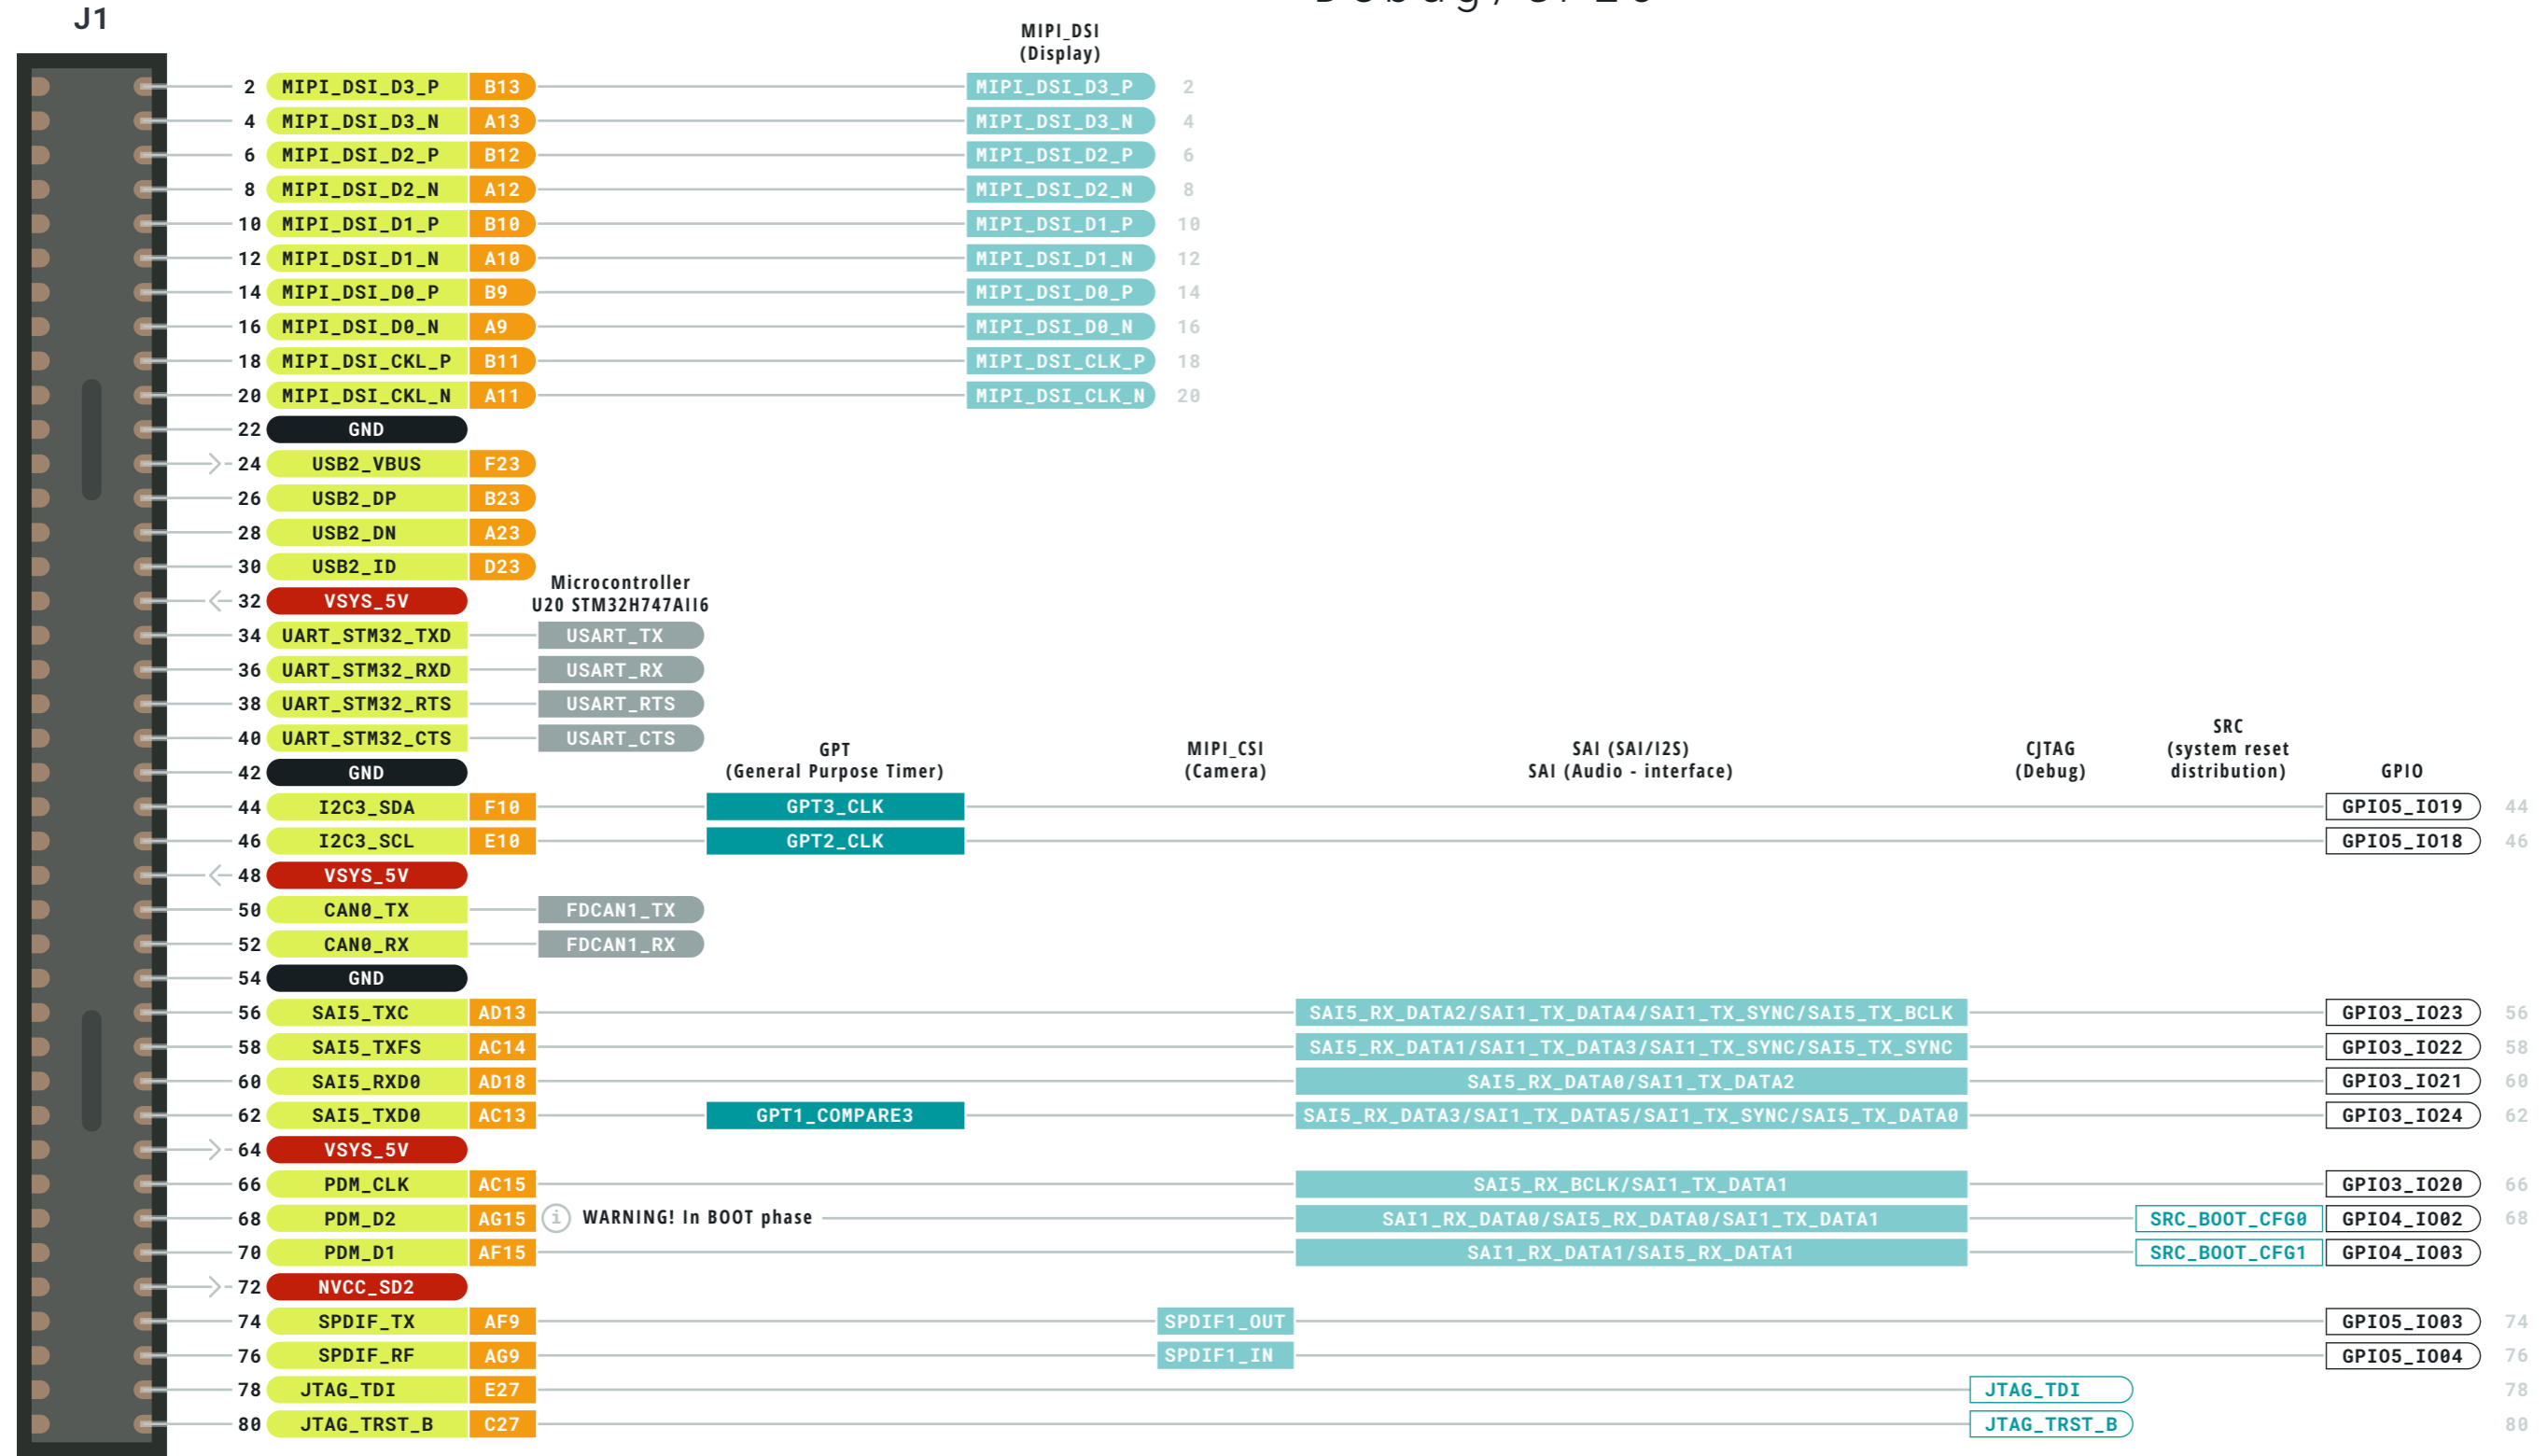 J1
MIPI_DSI
(Display)
2 MIPI_DSI_D3_P B13 MIPI_DSI_D3_P 2
4 MIPI_DSI_D3_N A13 MIPI_DSI_D3_N 4
6 MIPI_DSI_D2_P B12 MIPI_DSI_D2_P 6
8 MIPI_DSI_D2_N A12 MIPI_DSI_D2_N 8
10 MIPI_DSI_D1_P B10 MIPI_DSI_D1_P 10
12 MIPI_DSI_D1_N A10 MIPI_DSI_D1_N 12
14 MIPI_DSI_D0_P B9 MIPI_DSI_D0_P 14
16 MIPI_DSI_D0_N A9 MIPI_DSI_D0_N 16
18 MIPI_DSI_CKL_P B11 MIPI_DSI_CLK_P 18
20 MIPI_DSI_CKL_N A11 MIPI_DSI_CLK_N 20
22 GND
24 USB2_VBUS F23
26 USB2_DP B23
28 USB2_DN A23
30 USB2_ID D23
Microcontroller
U20 STM32H747AII6
32 VSYS_5V
34 UART_STM32_TXD USART_TX
36 UART_STM32_RXD USART_RX
38 UART_STM32_RTS USART_RTS
40 UART_STM32_CTS USART_CTS
GPT
(General Purpose Timer)
MIPI_CSI
(Camera)
SAI (SAI/I2S)
SAI (Audio - interface)
CJTAG
(Debug)
SRC
(system reset
distribution)
GPIO
42 GND
44 I2C3_SDA F10 GPT3_CLK GPIO5_IO19 44
46 I2C3_SCL E10 GPT2_CLK GPIO5_IO18 46
48 VSYS_5V
50 CAN0_TX FDCAN1_TX
52 CAN0_RX FDCAN1_RX
54 GND
56 SAI5_TXC AD13 SAI5_RX_DATA2/SAI1_TX_DATA4/SAI1_TX_SYNC/SAI5_TX_BCLK GPIO3_IO23 56
58 SAI5_TXFS AC14 SAI5_RX_DATA1/SAI1_TX_DATA3/SAI1_TX_SYNC/SAI5_TX_SYNC GPIO3_IO22 58
60 SAI5_RXD0 AD18 SAI5_RX_DATA0/SAI1_TX_DATA2 GPIO3_IO21 60
62 SAI5_TXD0 AC13 GPT1_COMPARE3 SAI5_RX_DATA3/SAI1_TX_DATA5/SAI1_TX_SYNC/SAI5_TX_DATA0 GPIO3_IO24 62
64 VSYS_5V
66 PDM_CLK AC15 SAI5_RX_BCLK/SAI1_TX_DATA1 GPIO3_IO20 66
68 PDM_D2 AG15 i WARNING! In BOOT phase SAI1_RX_DATA0/SAI5_RX_DATA0/SAI1_TX_DATA1 SRC_BOOT_CFG0 GPIO4_IO02 68
70 PDM_D1 AF15 SAI1_RX_DATA1/SAI5_RX_DATA1 SRC_BOOT_CFG1 GPIO4_IO03
72 NVCC_SD2
74 SPDIF_TX AF9 SPDIF1_OUT GPIO5_IO03 74
76 SPDIF_RF AG9 SPDIF1_IN GPIO5_IO04 76
78 JTAG_TDI E27 JTAG_TDI 78
80 JTAG_TRST_B C27 JTAG_TRST_B 80